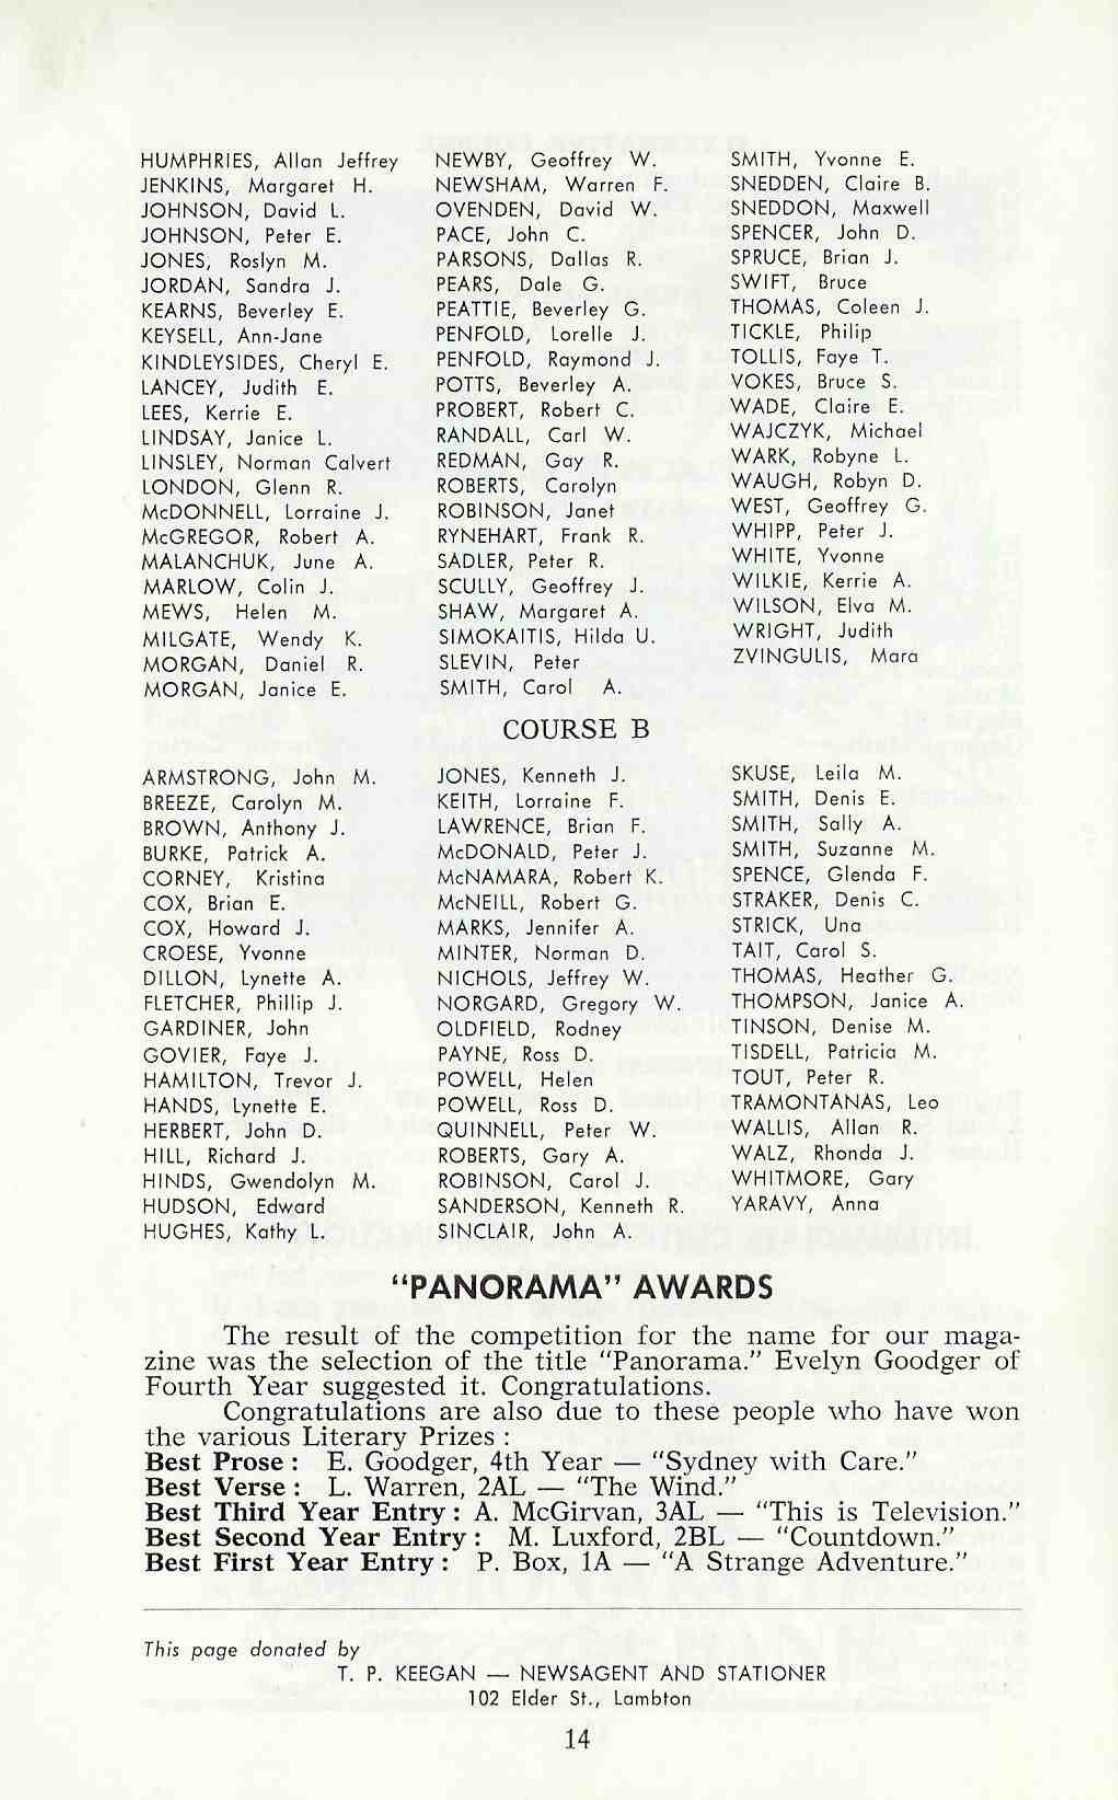 HUMPHRIES, Allan Jeffrey
JENKINS, Margaret H.
JOHNSON, David L.
JOHNSON, Peter E.
JONES, Roslyn M.
JORDAN, Sandra J.
KEARNS, Beverley E.
KEYSELL, Ann-Jane
KINDLEYSIDES, Cheryl E.
LANCEY, Judith E.
LEES, Kerrie E.
LINDSAY, Janice L.
LINSLEY, Norman Calvert
LONDON, Glenn R.
McDONNELL, Lorraine J.
McGREGOR, Robert A.
MALANCHUK, June A.
MARLOW, Colin J.
MEWS, Helen M.
MILGATE, Wendy K.
MORGAN, Daniel R.
MORGAN, Janice E.
NEWBY, Geoffrey W.
NEWSHAM, Warren F.
OVENDEN, David W.
PACE, John C.
PARSONS, Dallas R.
PEARS, Dale G.
PEATTIE, Beverley G.
PENFOLD, Lorelle J.
PENFOLD, Raymond J.
POTTS, Beverley A.
PROBERT, Robert C.
RANDALL, Carl W.
REDMAN, Gay R.
ROBERTS, Carolyn
ROBINSON, Janet
RYNEHART, Frank R.
SADLER, Peter R.
SCULLY, Geoffrey J.
SHAW, Margaret A.
SIMOKAITIS, Hilda U.
SLEVIN, Peter
SMITH, Carol A.
SMITH, Yvonne E.
SNEDDEN, Claire B.
SNEDDON, Maxwell
SPENCER, John D.
SPRUCE, Brian J.
SWIFT, Bruce
THOMAS, Coleen J.
TICKLE, Philip
TOLLIS, Faye T.
VOKES, Bruce S.
WADE, Claire E.
WAJCZYK, Michael
WARK, Robyne L.
WAUGH, Robyn D.
WEST, Geoffrey G.
WHIPP, Peter J.
WHITE, Yvonne
WILKIE, Kerrie A.
WILSON, Elva M.
WRIGHT, Judith
ZVINGULIS, Mara
COURSE B
ARMSTRONG, John M.
BREEZE, Carolyn M.
BROWN, Anthony J.
BURKE, Patrick A.
CORNEY, Kristina
COX, Brian E.
COX, Howard J.
CROESE, Yvonne
DILLON, Lynette A.
FLETCHER, Phillip J.
GARDINER, John
GOVIER, Faye J.
HAMILTON, Trevor J.
HANDS, Lynette E.
HERBERT, John D.
HILL, Richard J.
HINDS, Gwendolyn M.
HUDSON, Edward
HUGHES, Kathy L.
JONES, Kenneth J.
KEITH, Lorraine F.
LAWRENCE, Brian F.
McDONALD, Peter J.
McNAMARA, Robert K.
McNEILL, Robert G.
MARKS, Jennifer A.
MINTER, Norman D.
NICHOLS, Jeffrey W.
NORGARD, Gregory W.
OLDFIELD, Rodney
PAYNE, Ross D.
POWELL, Helen
POWELL, Ross D.
QUINNELL, Peter W.
ROBERTS, Gary A.
ROBINSON, Carol J.
SANDERSON, Kenneth R.
SINCLAIR, John A.
SKUSE, Leila M.
SMITH, Denis E.
SMITH, Sally A.
SMITH, Suzanne M.
SPENCE, Glenda F.
STRAKER, Denis C.
STRICK, Una
TAIT, Carol S.
THOMAS, Heather G.
THOMPSON, Janice A.
TINSON, Denise M.
TISDELL, Patricia M.
TOUT, Peter R.
TRAMONTANAS, Leo
WALLIS, Allan R.
WALZ, Rhonda J.
WHITMORE, Gary
YARAVY, Anna
"PANORAMA" AWARDS
The result of the competition for the name for our maga-
zine was the selection of the title "Panorama." Evelyn Goodger of
Fourth Year suggested it. Congratulations.
Congratulations are also due to these people who have won
the various Literary Prizes :
Best Prose : E. Goodger, 4th Year — "Sydney with Care."
Best Verse : L. Warren, 2AL — "The Wind."
Best Third Year Entry : A. McGirvan, 3AL — "This is Television."
Best Second Year Entry : M. Luxford, 2BL — "Countdown."
Best First Year Entry : P. Box, 1A — "A Strange Adventure."
This page donated by
T. P. KEEGAN — NEWSAGENT AND STATIONER
102 Elder St., Lambton
14